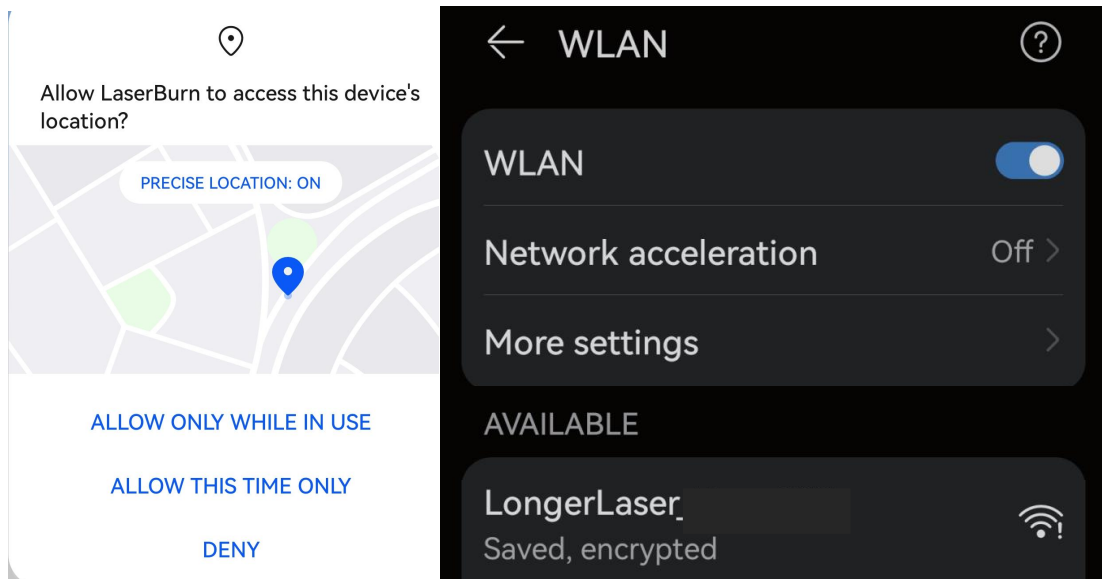 Allow LaserBurn to access this device's
location?
PRECISE LOCATION: ON
ALLOW ONLY WHILE IN USE
ALLOW THIS TIME ONLY
DENY
WLAN
WLAN
Network acceleration
Off
More settings
AVAILABLE
LongerLaser_
Saved, encrypted